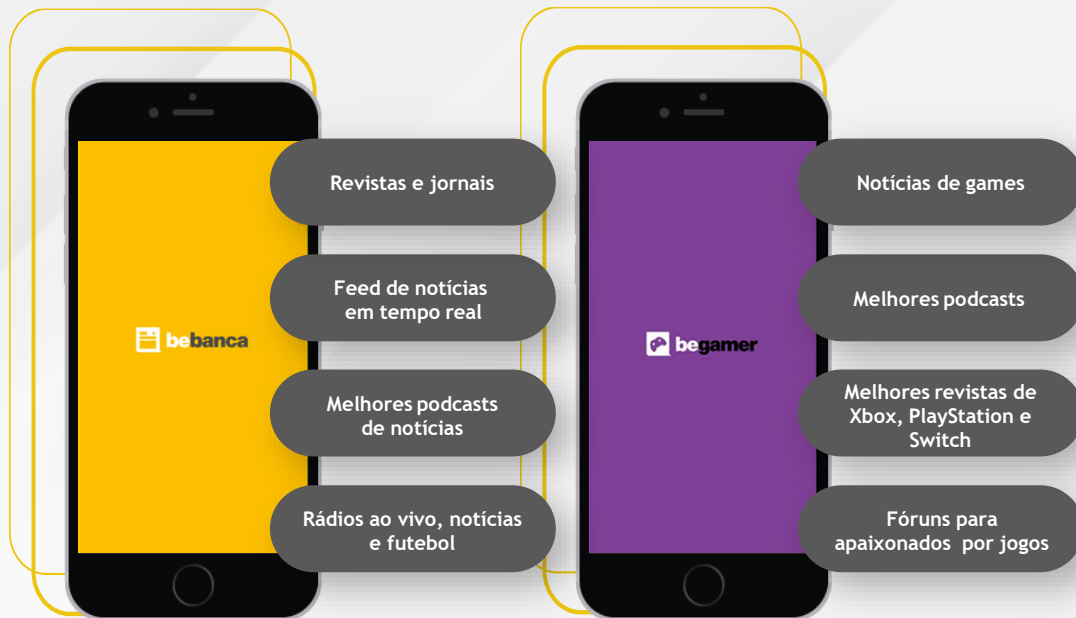 bebanca
Revistas e jornais
Feed de notícias
em tempo real
Melhores podcasts
de notícias
Rádios ao vivo, notícias
e futebol
begamer
Notícias de games
Melhores podcasts
Melhores revistas de
Xbox, PlayStation e
Switch
Fóruns para
apaixonados por jogos